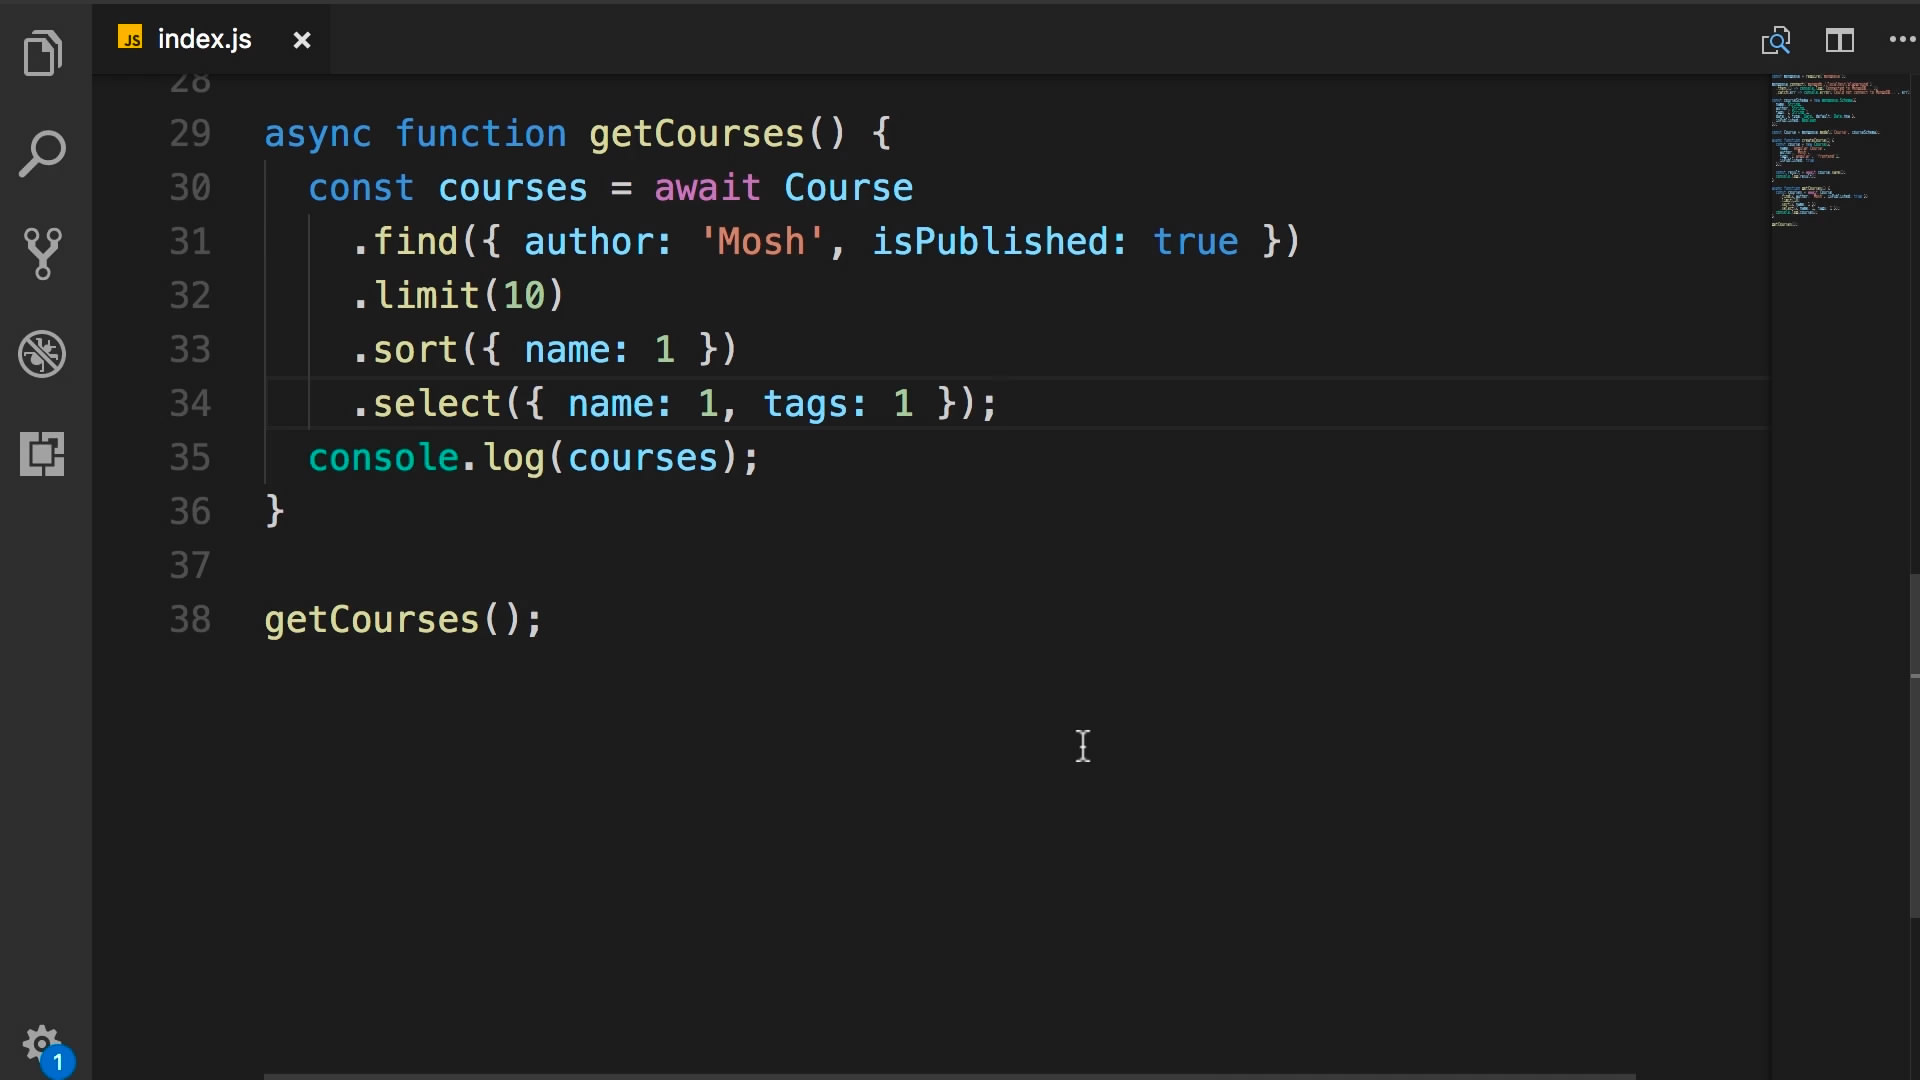 JS index.js
28
29 async function getCourses() {
30 const courses = await Course
31 .find({ author: 'Mosh', isPublished: true })
32 .limit(10)
33 .sort({ name: 1 })
34 .select({ name: 1, tags: 1 });
35 console.log(courses);
36 }
37
38 getCourses();
1